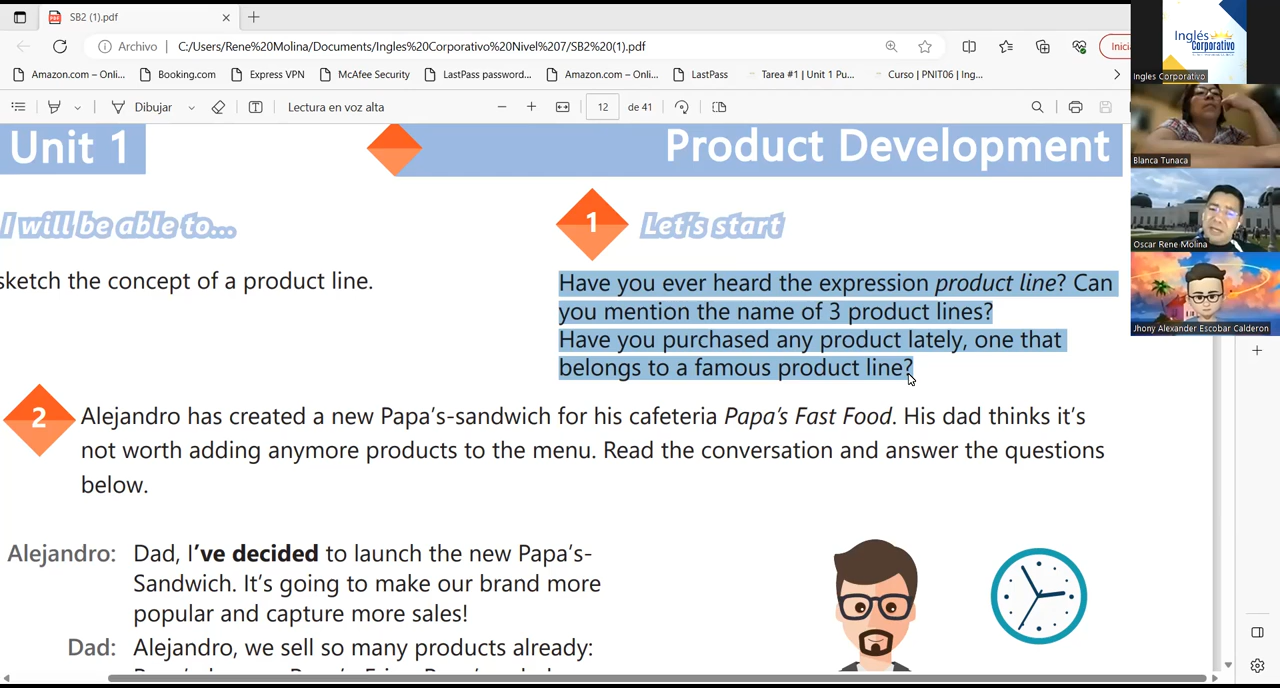 SB2 (1).pdf
Archivo
C:/Users/Rene%20Molina/Documents/Ingles%20Corporativo%20Nivel%207/SB2%20(1).pdf
Inicia
Amazon.com – Onli...
Booking.com
Express VPN
McAfee Security
LastPass password...
Amazon.com – Onli...
LastPass
Tarea #1 | Unit 1 Pu...
Curso | PNIT06 | Ing...
Dibujar
Lectura en voz alta
12
de 41
Inglés
Corporativo
Ingles Corporativo
Blanca Tunaca
Oscar Rene Molina
Jhony Alexander Escobar Calderon
Unit 1
Product Development
I will be able to...
sketch the concept of a product line.
1
Let's start
Have you ever heard the expression product line? Can
you mention the name of 3 product lines?
Have you purchased any product lately, one that
belongs to a famous product line?
2
Alejandro has created a new Papa's-sandwich for his cafeteria Papa's Fast Food. His dad thinks it's
not worth adding anymore products to the menu. Read the conversation and answer the questions
below.
Alejandro: Dad, I've decided to launch the new Papa's-
Sandwich. It's going to make our brand more
popular and capture more sales!
Dad: Alejandro, we sell so many products already: